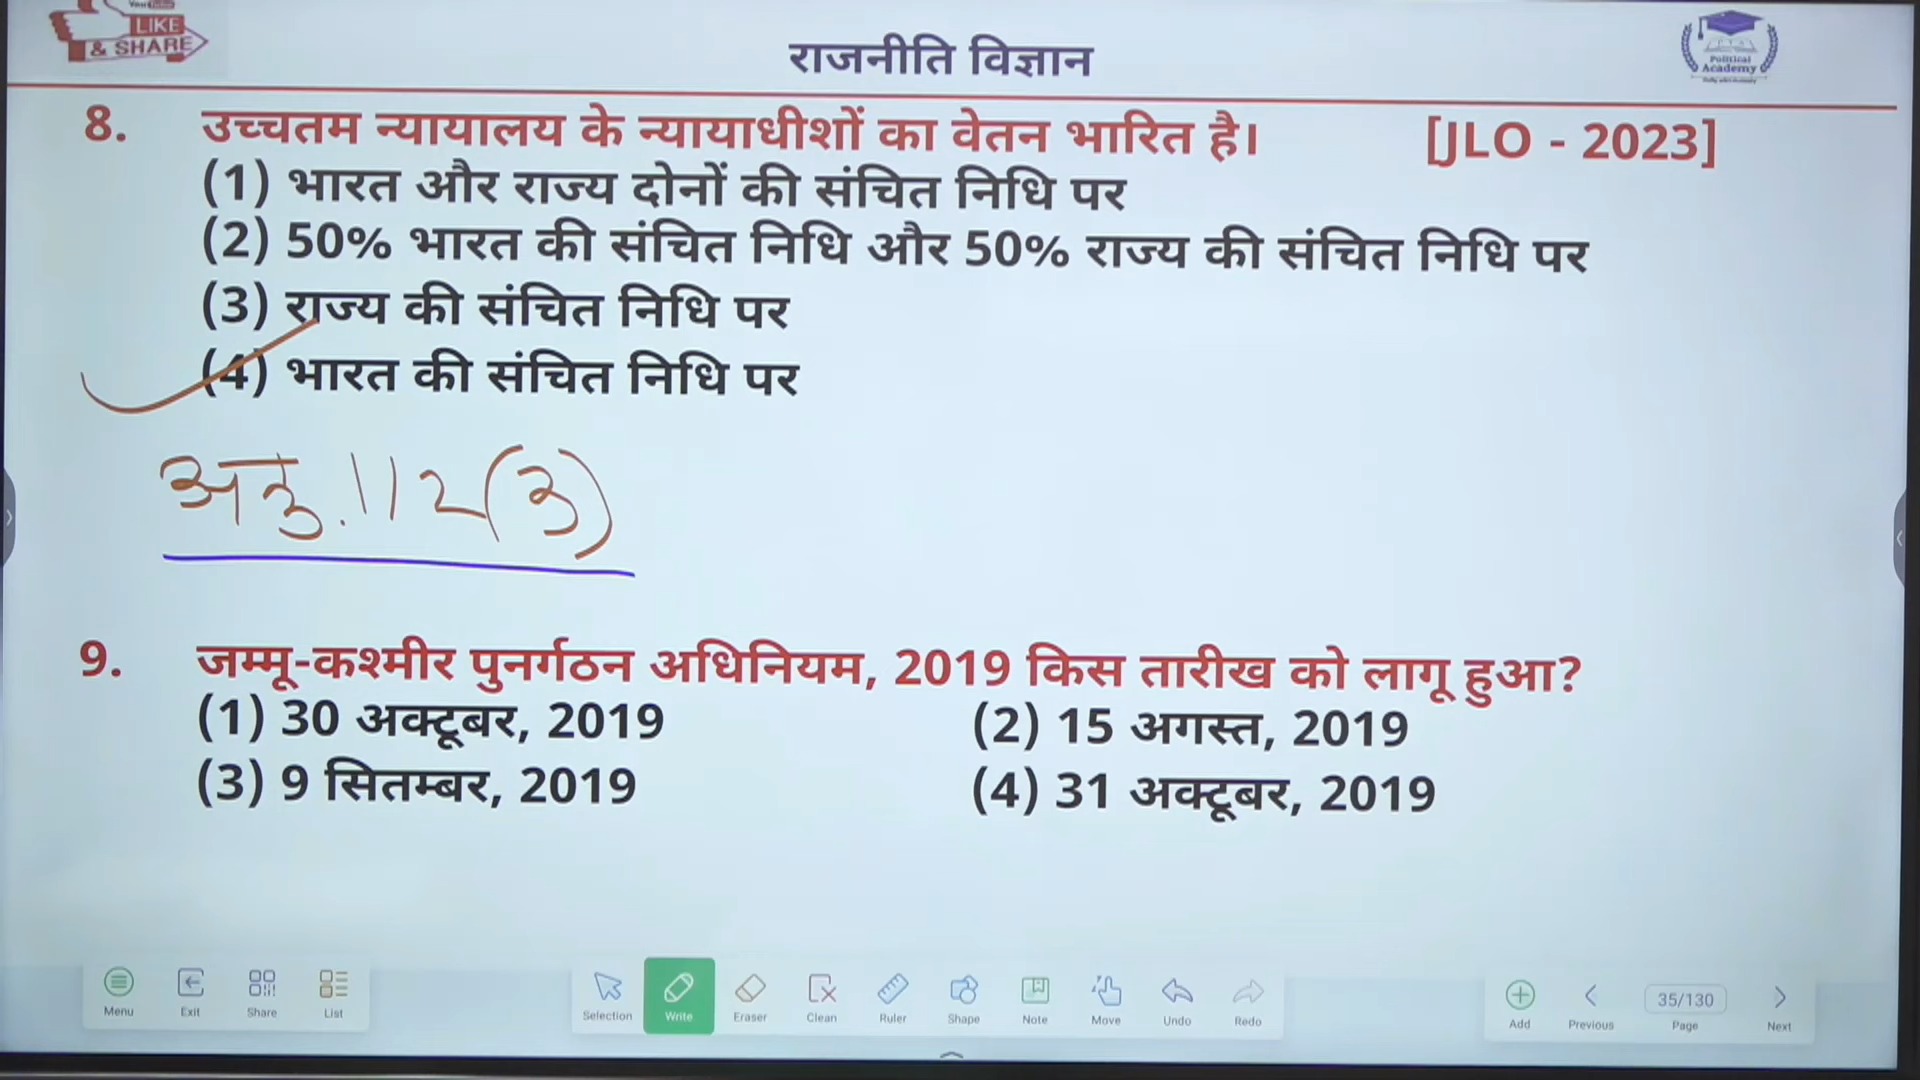 YouTube
LIKE
& SHARE
राजनीति विज्ञान
Political
Academy
8. उच्चतम न्यायालय के न्यायाधीशों का वेतन भारित है। [JLO - 2023]
(1) भारत और राज्य दोनों की संचित निधि पर
(2) 50% भारत की संचित निधि और 50% राज्य की संचित निधि पर
(3) राज्य की संचित निधि पर
(4) भारत की संचित निधि पर
अनु. 112(3)
9. जम्मू-कश्मीर पुनर्गठन अधिनियम, 2019 किस तारीख को लागू हुआ?
(1) 30 अक्टूबर, 2019 (2) 15 अगस्त, 2019
(3) 9 सितम्बर, 2019 (4) 31 अक्टूबर, 2019
Menu Exit Share List Selection Write Eraser Clean Ruler Shape Note Move Undo Redo Add Previous 35/130 Page Next